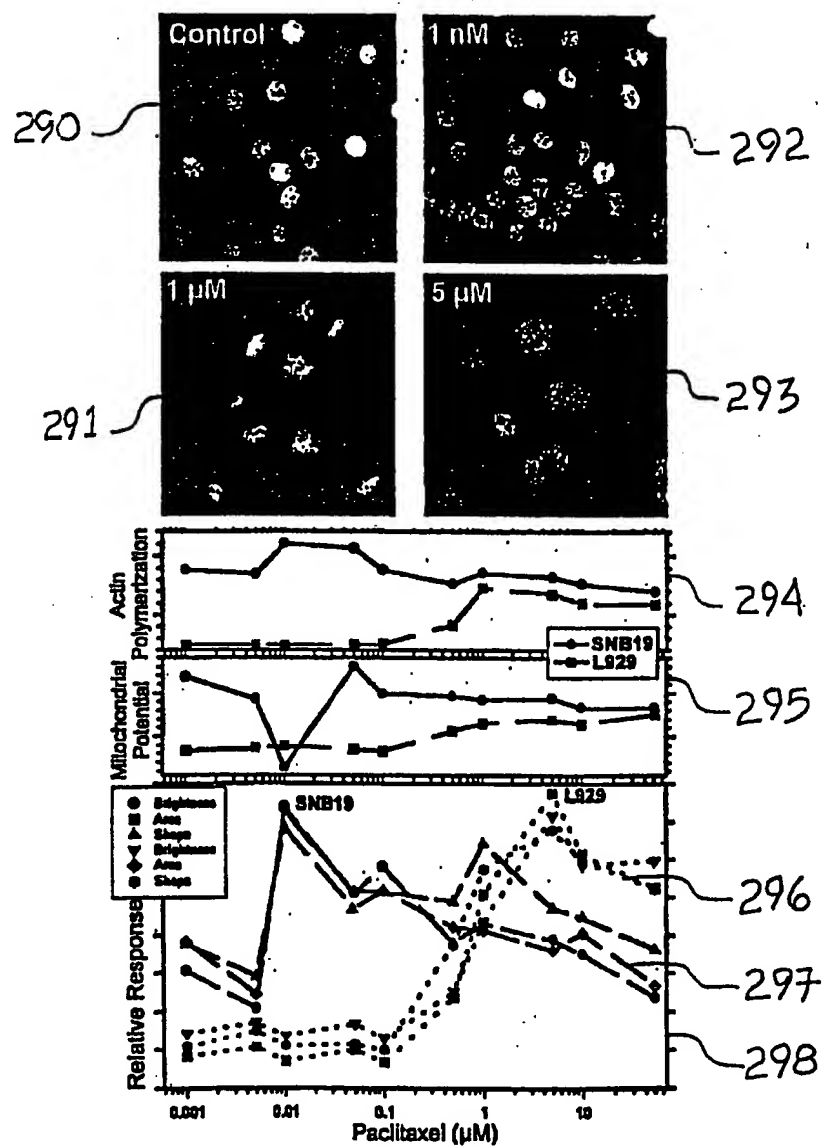 Control
1 nM
290
292
1 µM
5 µM
291
293
Actin
Polymerization
294
SNB19
L929
Mitochondrial
Potential
295
Brightness
Area
Shape
Brightness
Area
Shape
SNB19
L929
296
297
298
Relative Response
0.001
0.01
0.1
1
10
Paclitaxel (µM)